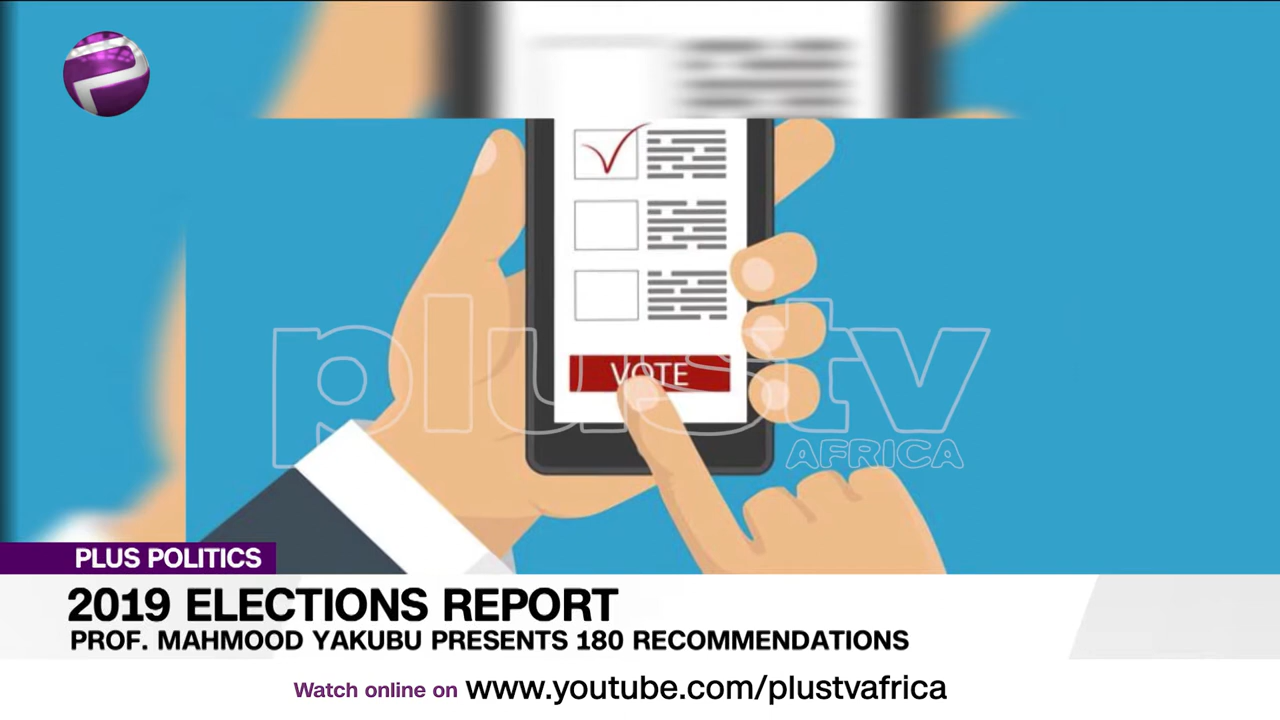 VOTE
plustv
AFRICA
PLUS POLITICS
2019 ELECTIONS REPORT
PROF. MAHMOOD YAKUBU PRESENTS 180 RECOMMENDATIONS
Watch online on www.youtube.com/plustvafrica